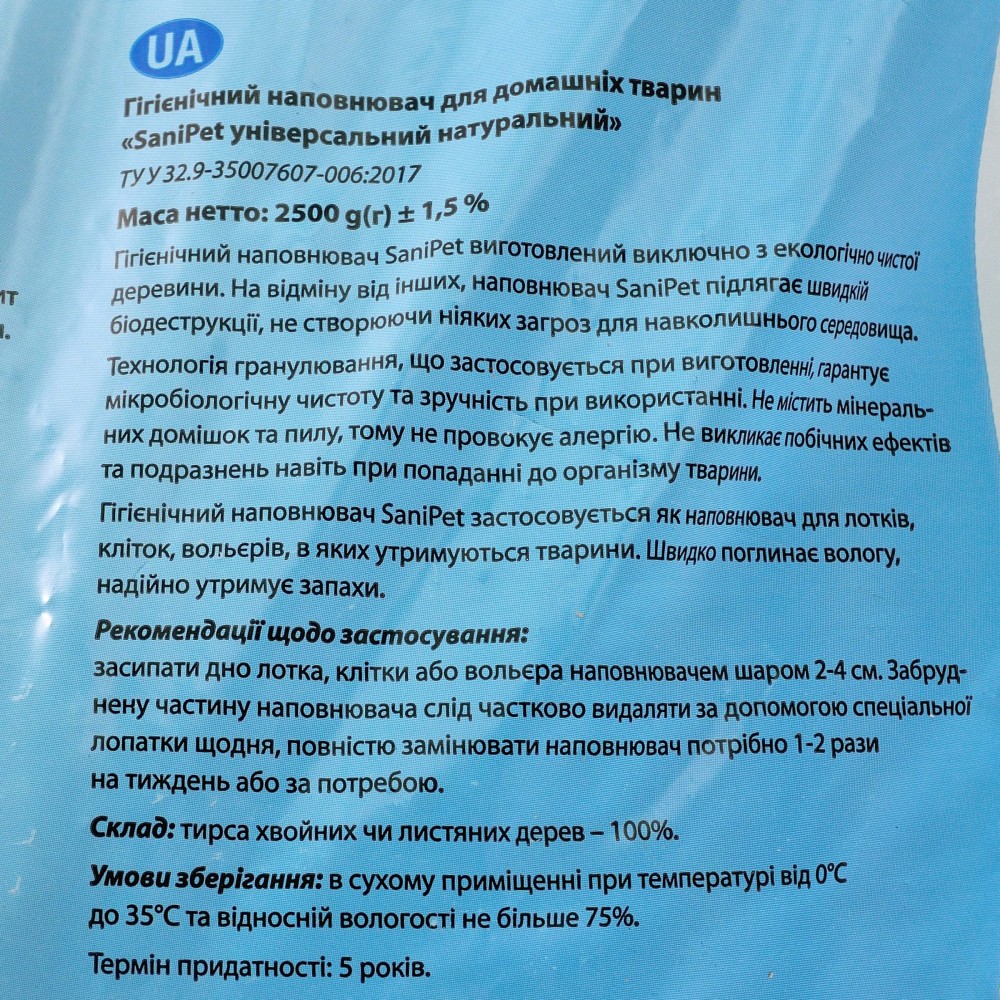 UA
Гігієнічний наповнювач для домашніх тварин
«SaniPet універсальний натуральний»
ТУ У 32.9-35007607-006:2017
Маса нетто: 2500 g(г) ± 1,5 %
Гігієнічний наповнювач SaniPet виготовлений виключно з екологічно чистої
деревини. На відміну від інших, наповнювач SaniPet підлягає швидкій
біодеструкції, не створюючи ніяких загроз для навколишнього середовища.
Технологія гранулювання, що застосовується при виготовленні, гарантує
мікробіологічну чистоту та зручність при використанні. Не містить мінераль-
них домішок та пилу, тому не провокує алергію. Не викликає побічних ефектів
та подразнень навіть при попаданні до організму тварини.
Гігієнічний наповнювач SaniPet застосовується як наповнювач для лотків,
кліток, вольєрів, в яких утримуються тварини. Швидко поглинає вологу,
надійно утримує запахи.
Рекомендації щодо застосування:
засипати дно лотка, клітки або вольєра наповнювачем шаром 2-4 см. Забруд-
нену частину наповнювача слід частково видаляти за допомогою спеціальної
лопатки щодня, повністю замінювати наповнювач потрібно 1-2 рази
на тиждень або за потребою.
Склад: тирса хвойних чи листяних дерев – 100%.
Умови зберігання: в сухому приміщенні при температурі від 0°С
до 35°С та відносній вологості не більше 75%.
Термін придатності: 5 років.